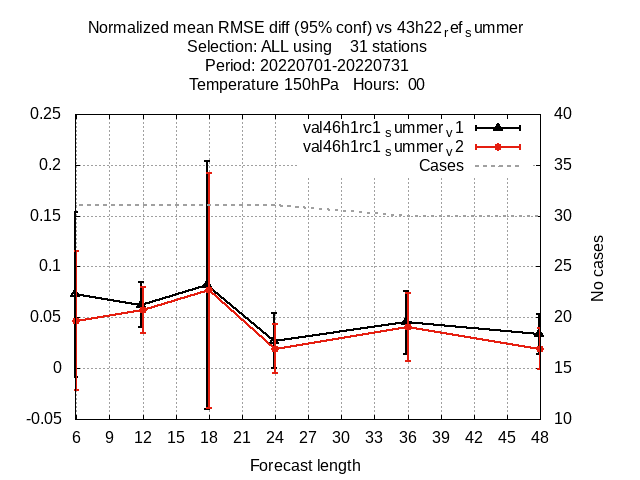 Normalized mean RMSE diff (95% conf) vs 43h22ref_summer
Selection: ALL using    31 stations
Period: 20220701-20220731
Temperature 150hPa   Hours:  00
0.25
0.2
0.15
0.1
0.05
0
-0.05
val46h1rc1summerv1
val46h1rc1summerv2
Cases
40
35
30
25
20
15
10
No cases
6 9 12 15 18 21 24 27 30 33 36 39 42 45 48
Forecast length